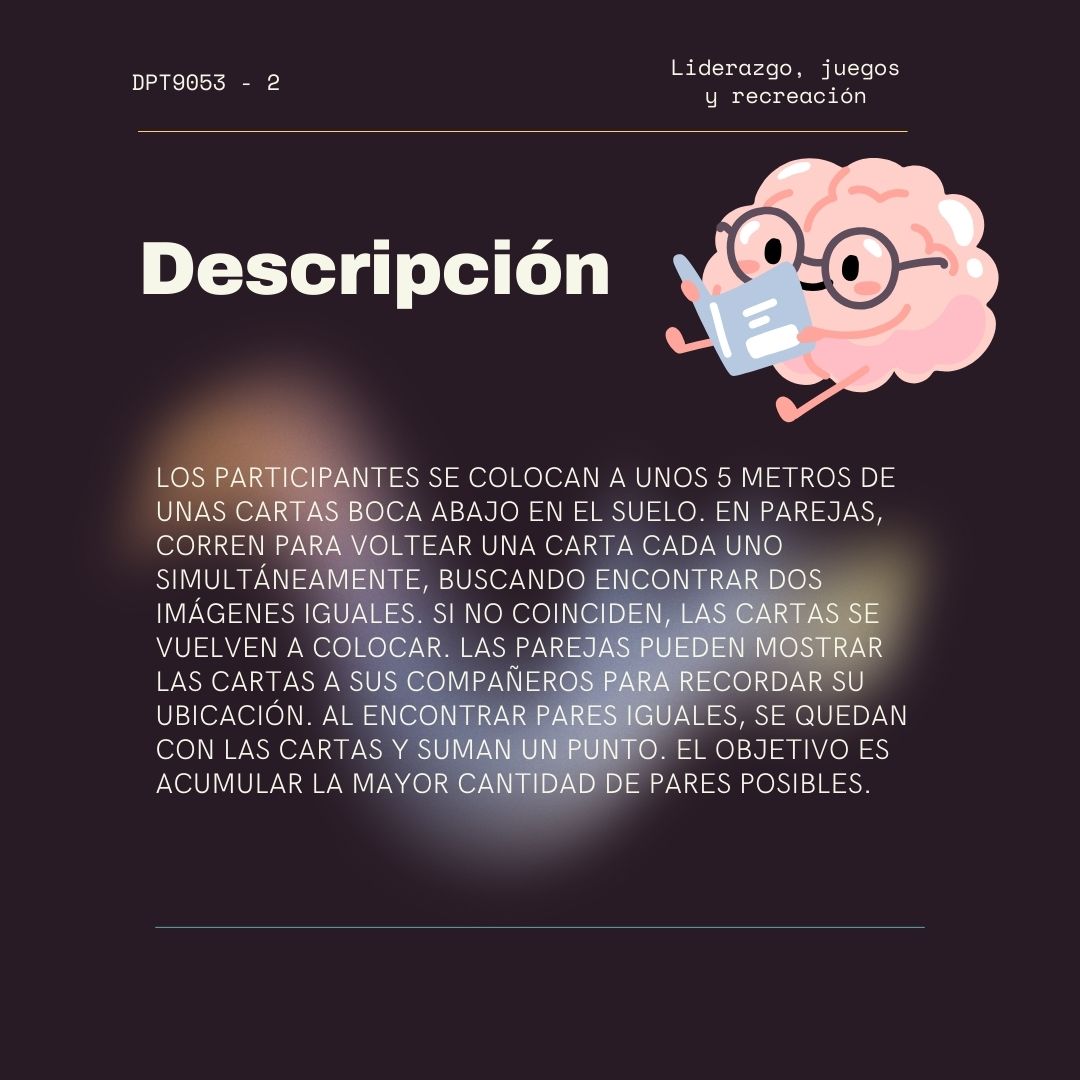 DPT9053 - 2
Liderazgo, juegos
y recreación
Descripción
LOS PARTICIPANTES SE COLOCAN A UNOS 5 METROS DE
UNAS CARTAS BOCA ABAJO EN EL SUELO. EN PAREJAS,
CORREN PARA VOLTEAR UNA CARTA CADA UNO
SIMULTÁNEAMENTE, BUSCANDO ENCONTRAR DOS
IMÁGENES IGUALES. SI NO COINCIDEN, LAS CARTAS SE
VUELVEN A COLOCAR. LAS PAREJAS PUEDEN MOSTRAR
LAS CARTAS A SUS COMPAÑEROS PARA RECORDAR SU
UBICACIÓN. AL ENCONTRAR PARES IGUALES, SE QUEDAN
CON LAS CARTAS Y SUMAN UN PUNTO. EL OBJETIVO ES
ACUMULAR LA MAYOR CANTIDAD DE PARES POSIBLES.